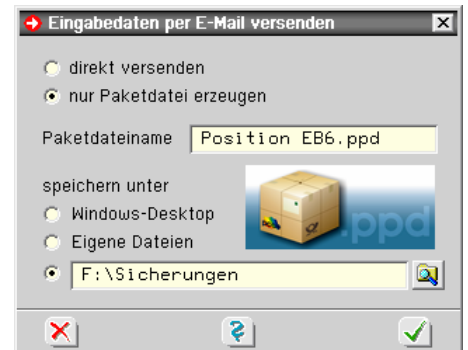 Eingabedaten per E-Mail versenden
direkt versenden
nur Paketdatei erzeugen
Paketdateiname Position EB6.ppd
speichern unter
Windows-Desktop
.ppd
Eigene Dateien
F:\Sicherungen